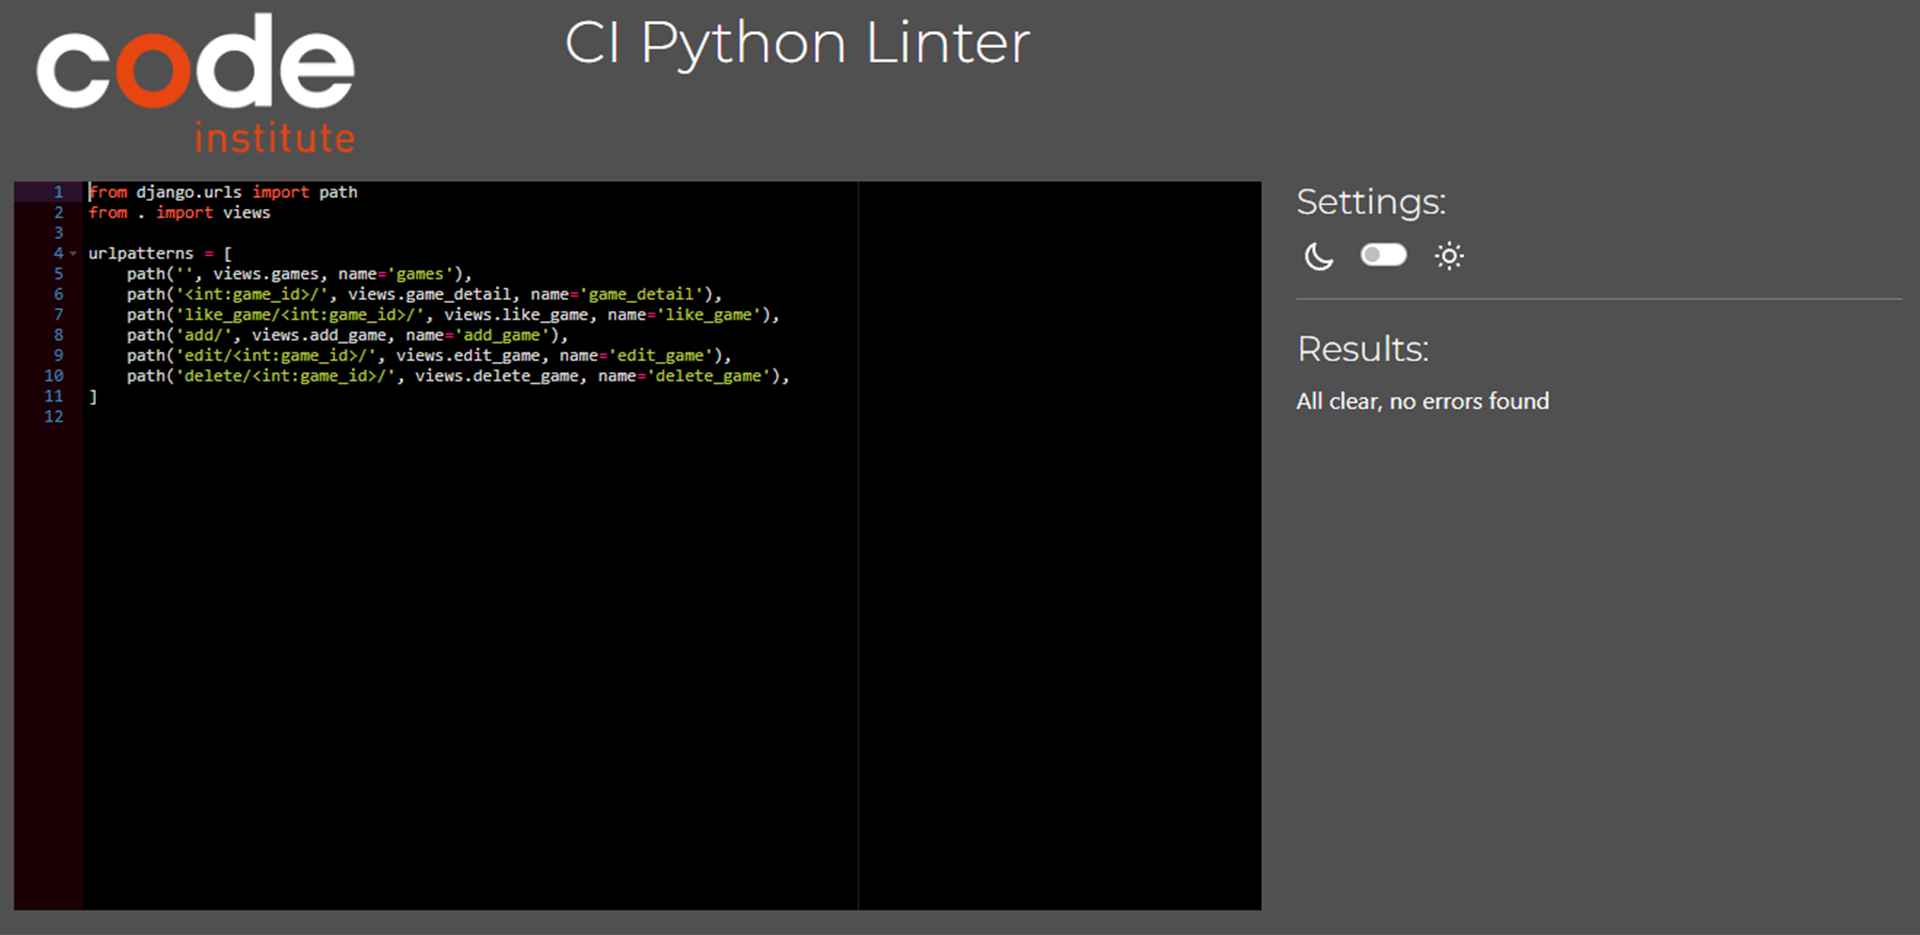 code
institute
CI Python Linter
1 from django.urls import path
2 from . import views
3
4 urlpatterns = [
5     path('', views.games, name='games'),
6     path('<int:game_id>/', views.game_detail, name='game_detail'),
7     path('like_game/<int:game_id>/', views.like_game, name='like_game'),
8     path('add/', views.add_game, name='add_game'),
9     path('edit/<int:game_id>/', views.edit_game, name='edit_game'),
10     path('delete/<int:game_id>/', views.delete_game, name='delete_game'),
11 ]
12
Settings:
Results:
All clear, no errors found